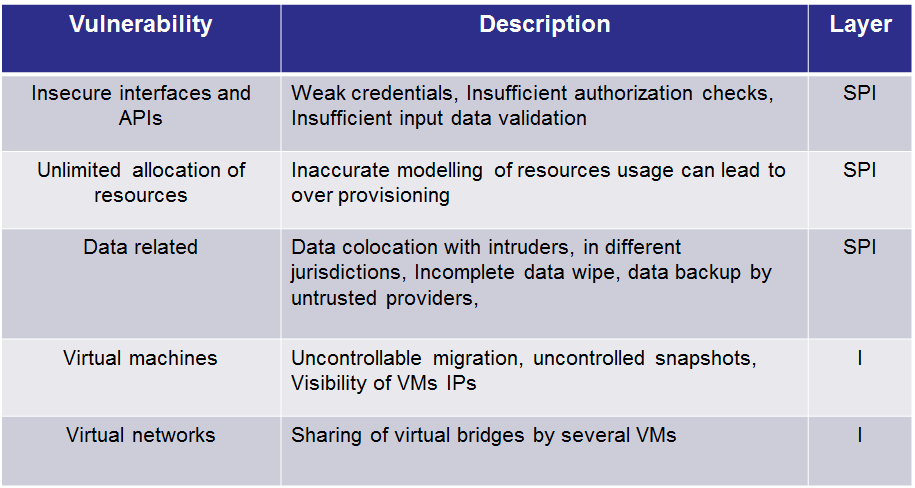 Vulnerability Description Layer
Insecure interfaces and APIs Weak credentials, Insufficient authorization checks, SPI
Insufficient input data validation
Unlimited allocation of resources Inaccurate modelling of resources usage can lead to SPI
over provisioning
Data related Data colocation with intruders, in different SPI
jurisdictions, Incomplete data wipe, data backup by
untrusted providers,
Virtual machines Uncontrollable migration, uncontrolled snapshots, I
Visibility of VMs IPs
Virtual networks Sharing of virtual bridges by several VMs I